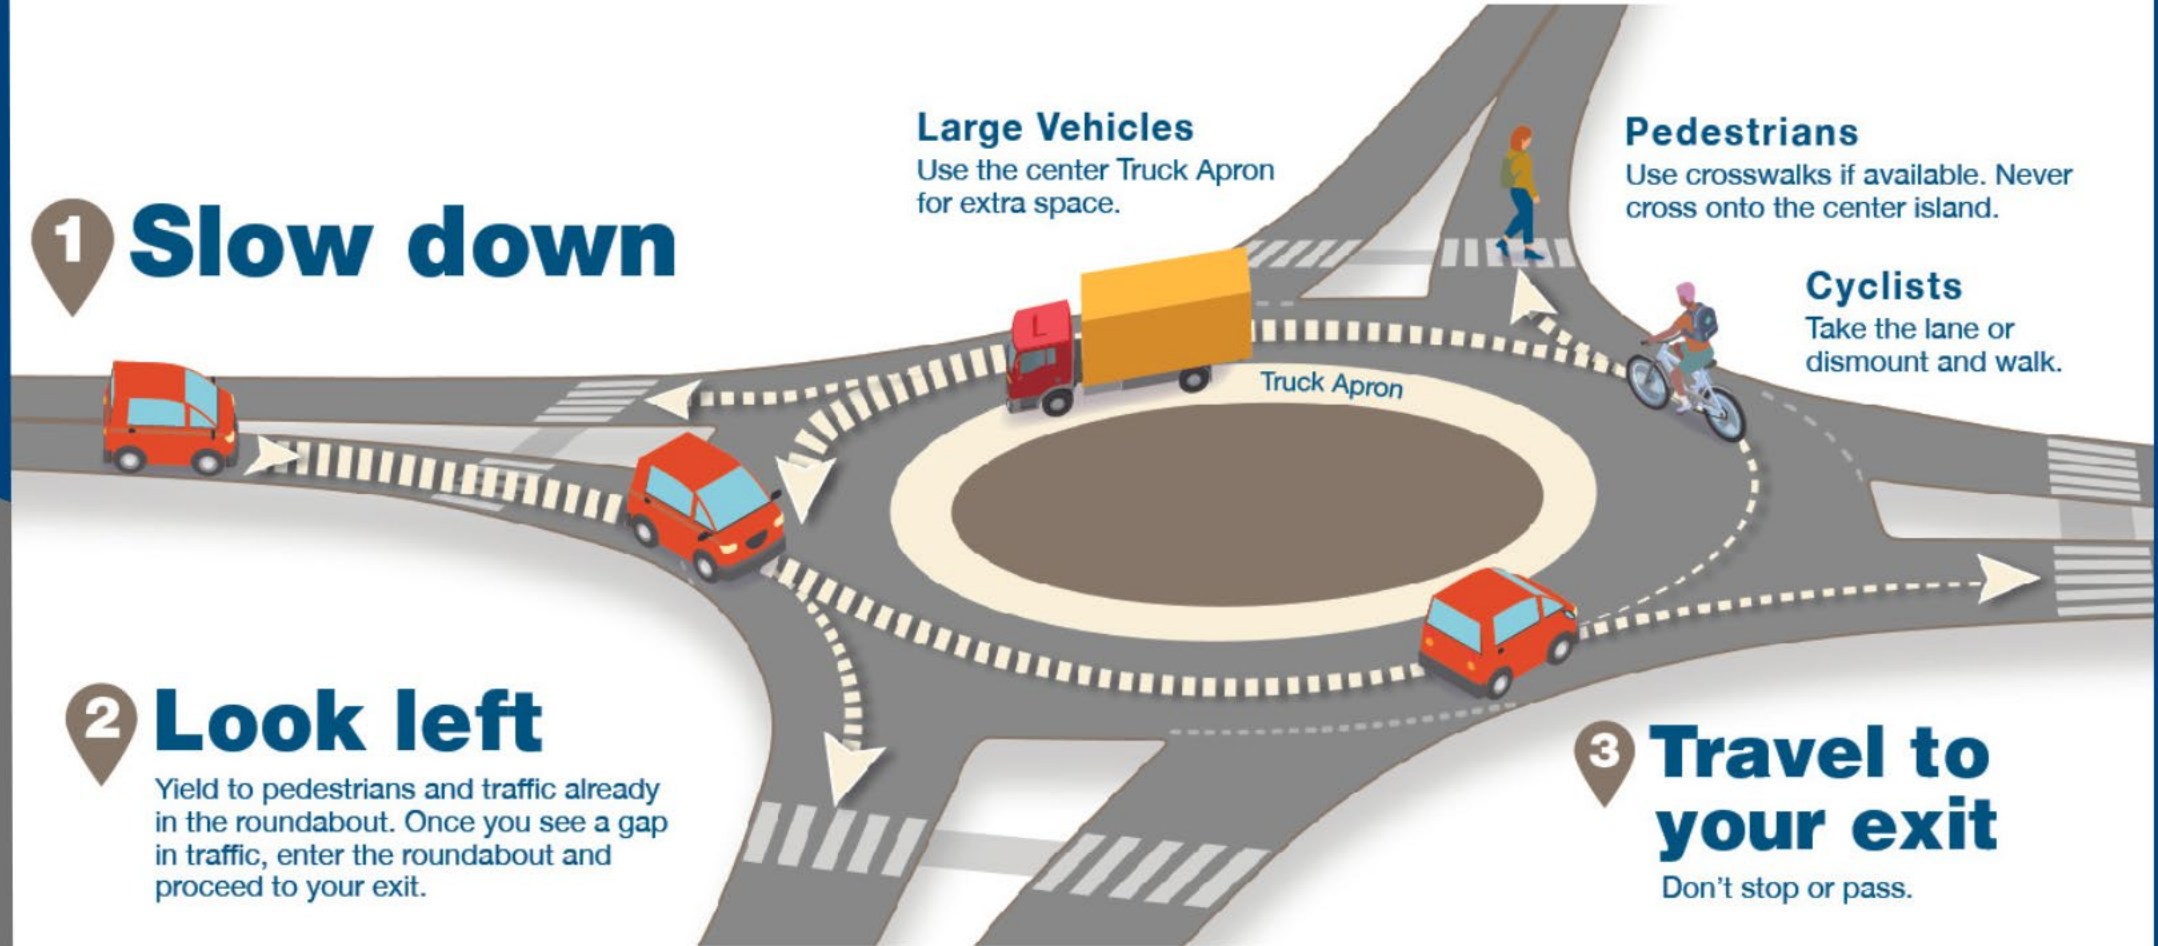 1 Slow down
Large Vehicles
Use the center Truck Apron
for extra space.
Pedestrians
Use crosswalks if available. Never
cross onto the center island.
Cyclists
Take the lane or
dismount and walk.
Truck Apron
2 Look left
Yield to pedestrians and traffic already
in the roundabout. Once you see a gap
in traffic, enter the roundabout and
proceed to your exit.
3 Travel to
your exit
Don't stop or pass.